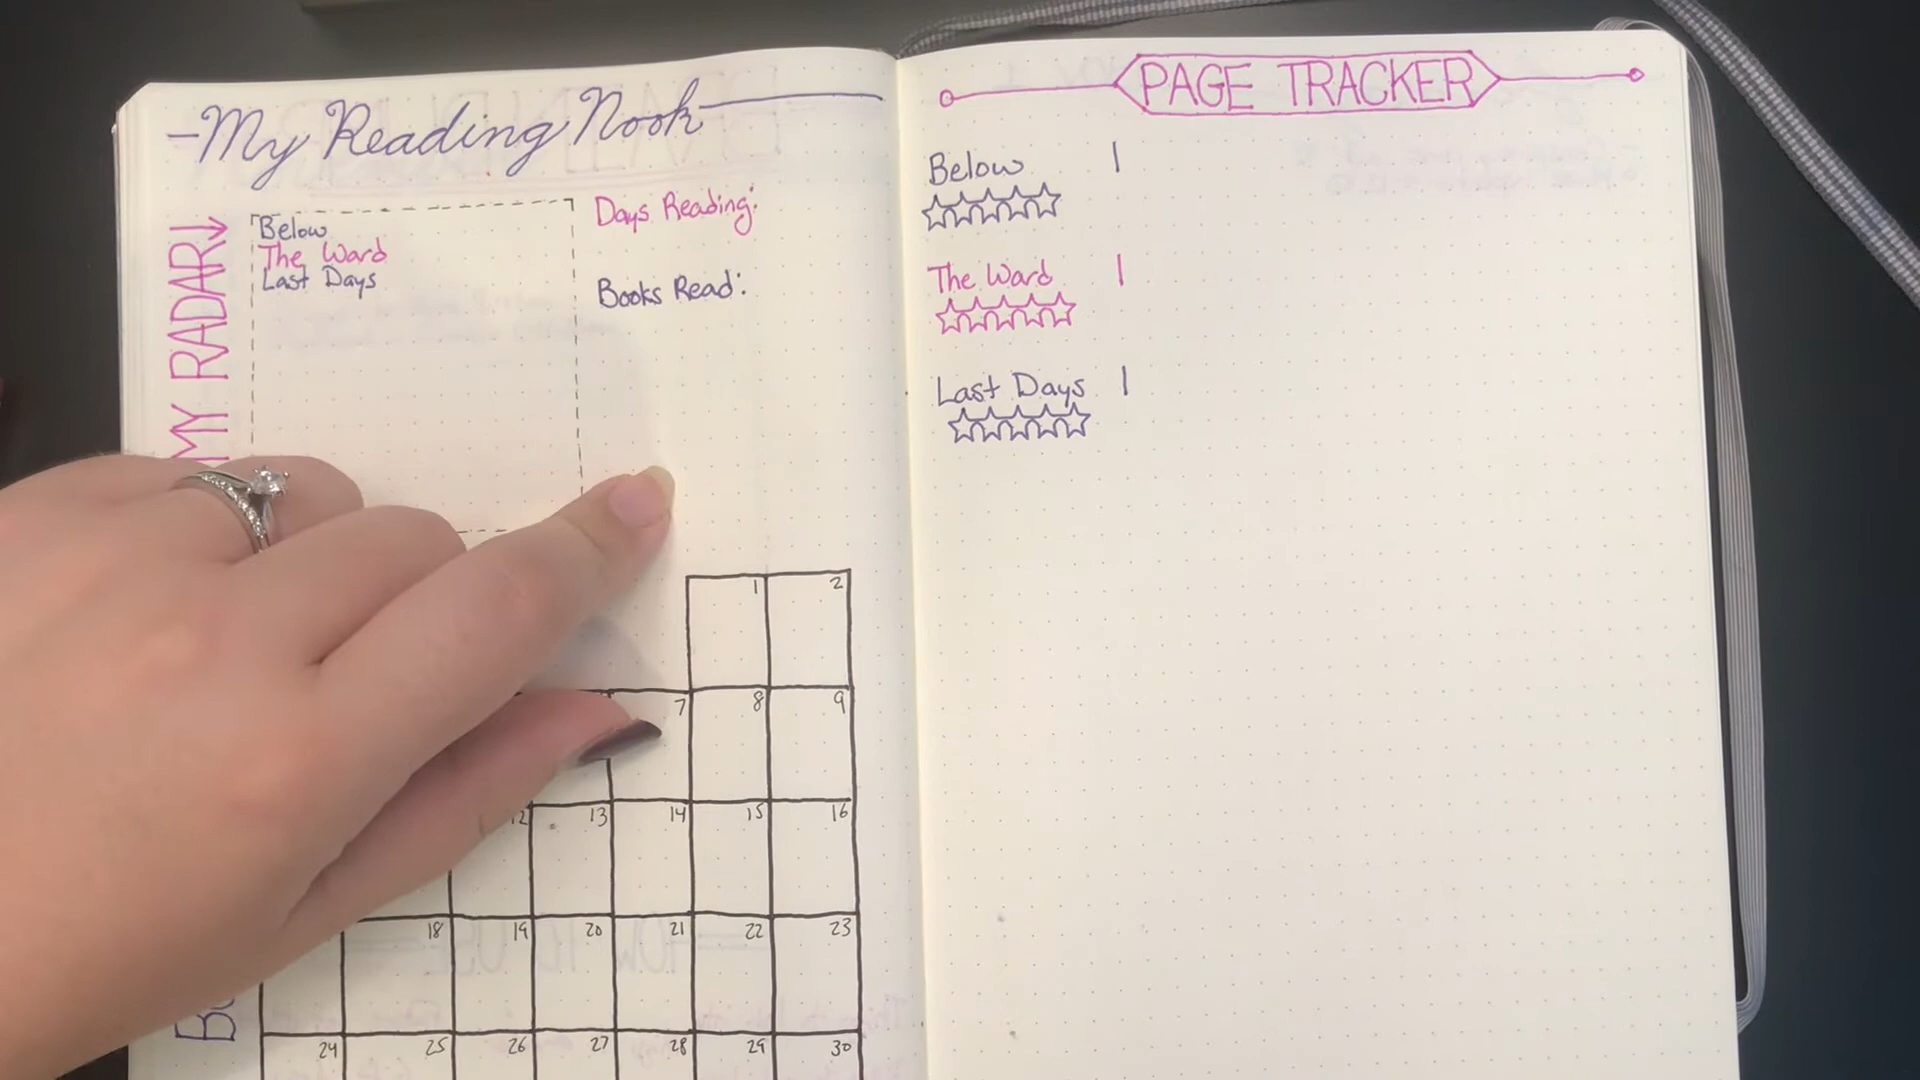 My Reading Nook
MY RADAR
Below
The Ward
Last Days
Days Reading:
Books Read:
1 2
7 8 9
12 13 14 15 16
18 19 20 21 22 23
24 25 26 27 28 29 30
PAGE TRACKER
Below 1
The Ward 1
Last Days 1